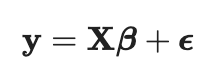 𝐲 = 𝐗𝜷 + 𝝐